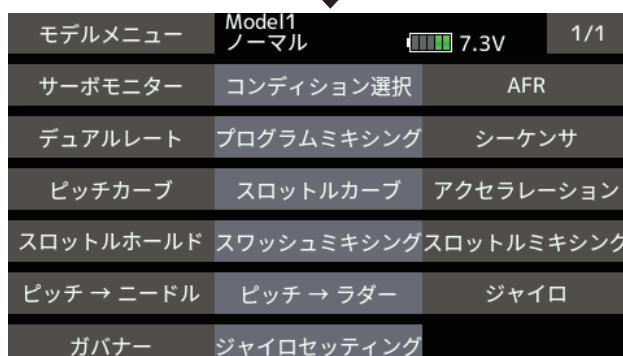 モデルメニュー Model1 ノーマル 7.3V 1/1
サーボモニター コンディション選択 AFR
デュアルレート プログラムミキシング シーケンサ
ピッチカーブ スロットルカーブ アクセラレーション
スロットルホールド スワッシュミキシング スロットルミキシング
ピッチ → ニードル ピッチ → ラダー ジャイロ
ガバナー ジャイロセッティング